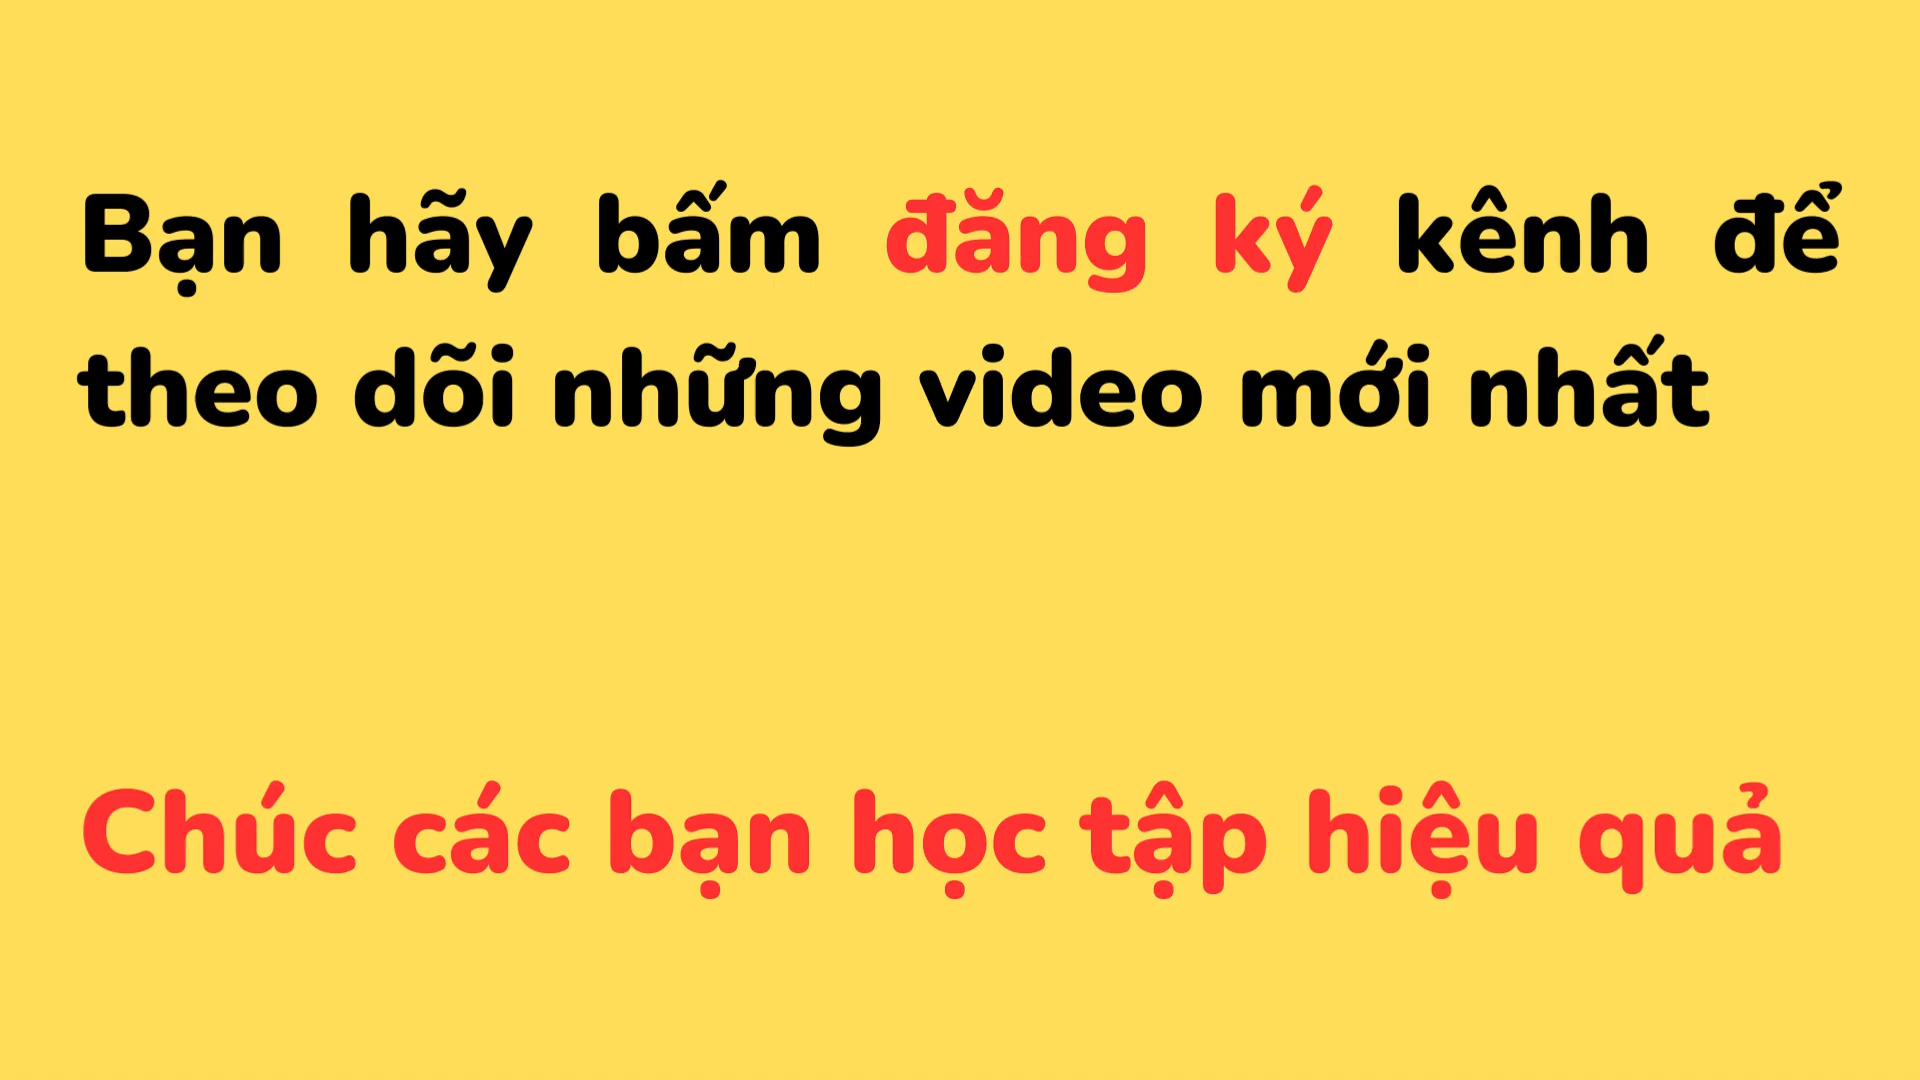 Bạn hãy bấm đăng ký kênh để
theo dõi những video mới nhất
Chúc các bạn học tập hiệu quả